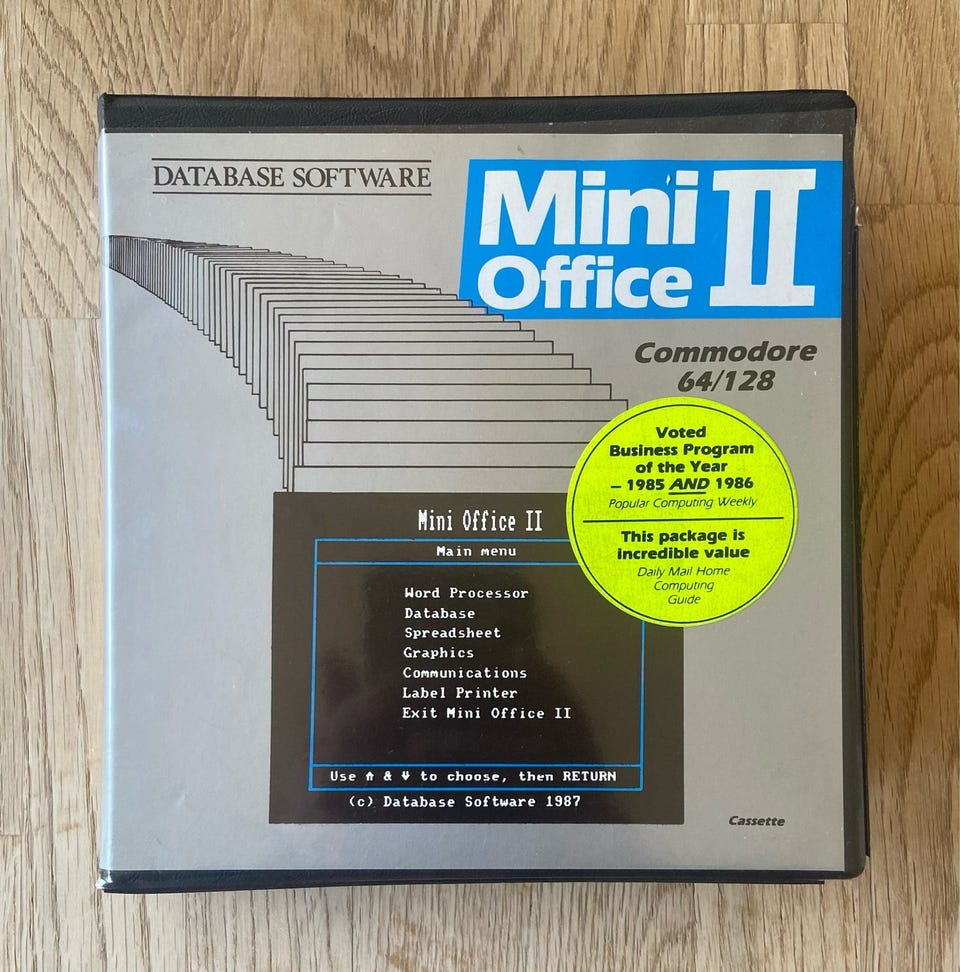 DATABASE SOFTWARE
Mini
Office
II
Commodore
64/128
Voted
Business Program
of the Year
– 1985 AND 1986
Popular Computing Weekly
This package is
incredible value
Daily Mail Home
Computing
Guide
Mini Office II
Main menu
Word Processor
Database
Spreadsheet
Graphics
Communications
Label Printer
Exit Mini Office II
Use ⇑ & ⇓ to choose, then RETURN
(c) Database Software 1987
Cassette